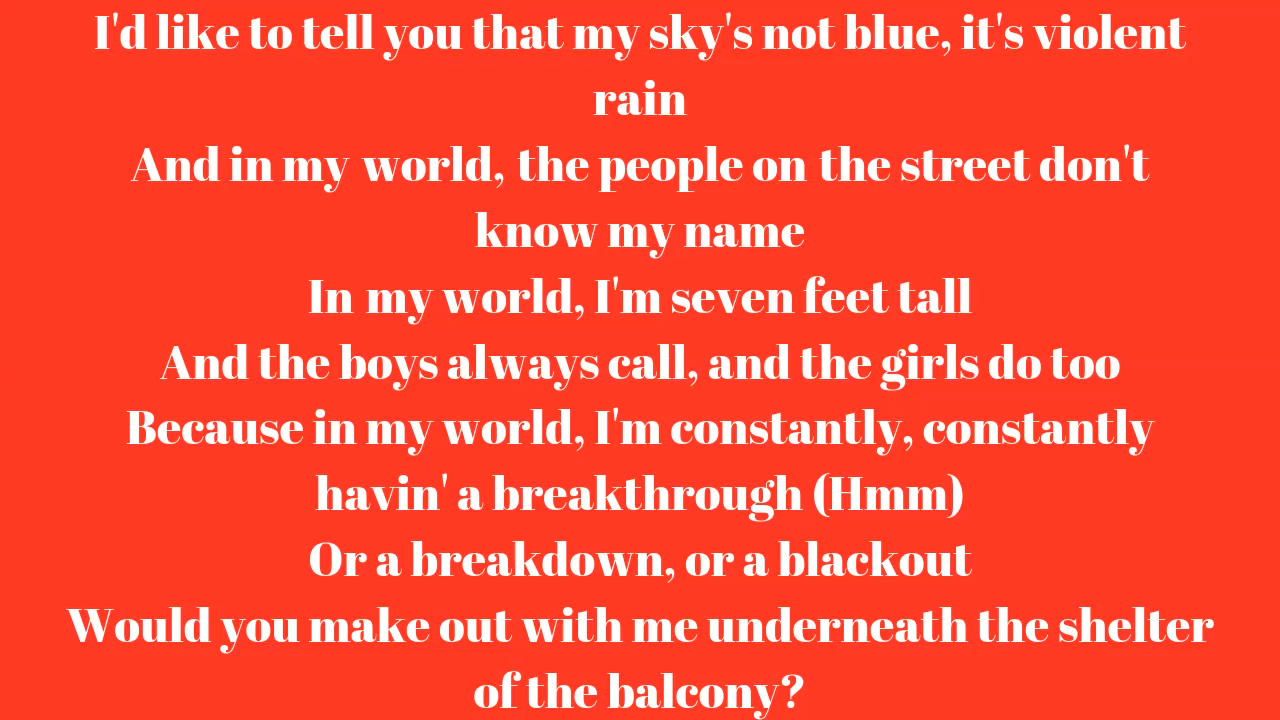 I'd like to tell you that my sky's not blue, it's violent
rain
And in my world, the people on the street don't
know my name
In my world, I'm seven feet tall
And the boys always call, and the girls do too
Because in my world, I'm constantly, constantly
havin' a breakthrough (Hmm)
Or a breakdown, or a blackout
Would you make out with me underneath the shelter
of the balcony?